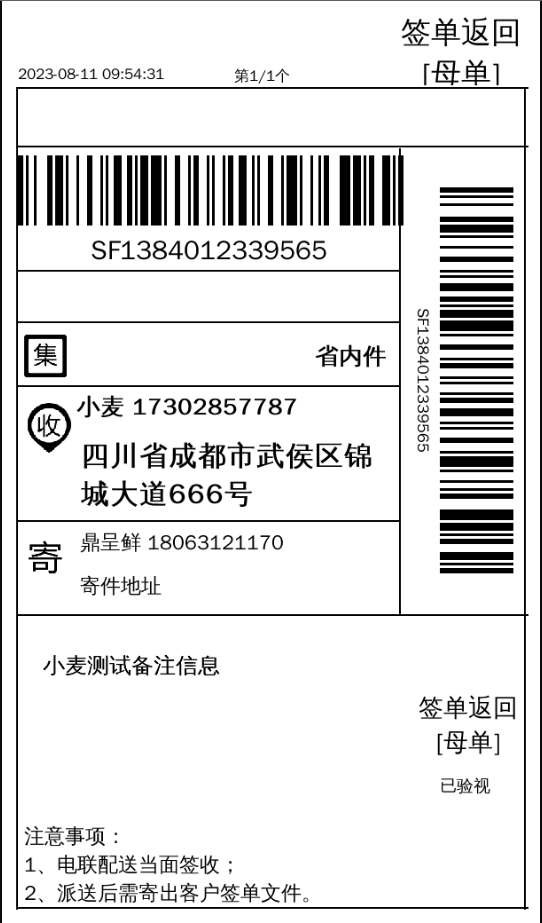 签单返回
[母单]
2023-08-11 09:54:31
第1/1个
SF1384012339565
SF1384012339565
集
省内件
收
小麦 17302857787
四川省成都市武侯区锦
城大道666号
寄
鼎呈鲜 18063121170
寄件地址
小麦测试备注信息
签单返回
[母单]
已验视
注意事项：
1、电联配送当面签收；
2、派送后需寄出客户签单文件。